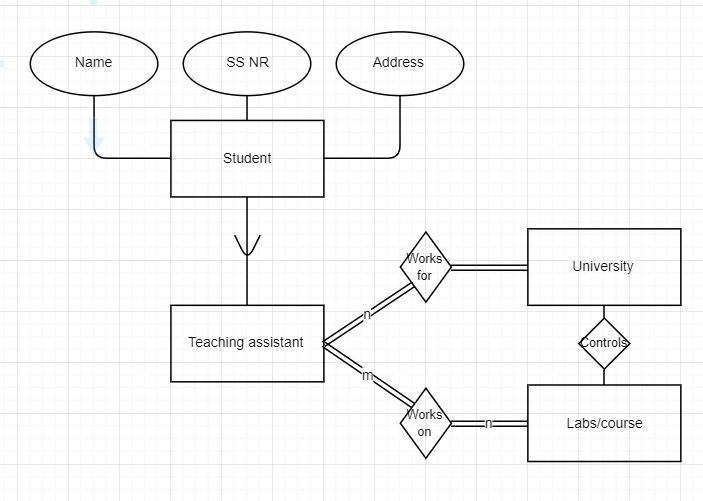 Name
SS NR
Address
Student
Works
for
University
n
Teaching assistant
Controls
m
Works
on
n
Labs/course